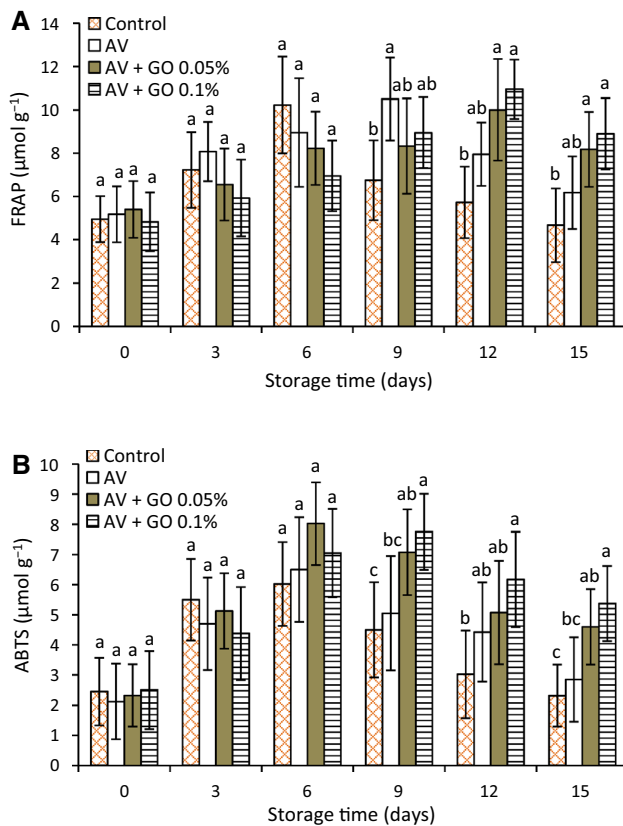 A
Control
AV
AV + GO 0.05%
AV + GO 0.1%
FRAP (μmol g⁻¹)
14
12
10
8
6
4
2
0
a a a a
a a a a
a a a a
b a ab ab
b ab a a
b ab a a
0 3 6 9 12 15
Storage time (days)
B
Control
AV
AV + GO 0.05%
AV + GO 0.1%
ABTS (μmol g⁻¹)
10
9
8
7
6
5
4
3
2
1
0
a a a a
a a a a
a a a a
c bc ab a
b ab ab a
c bc ab a
0 3 6 9 12 15
Storage time (days)